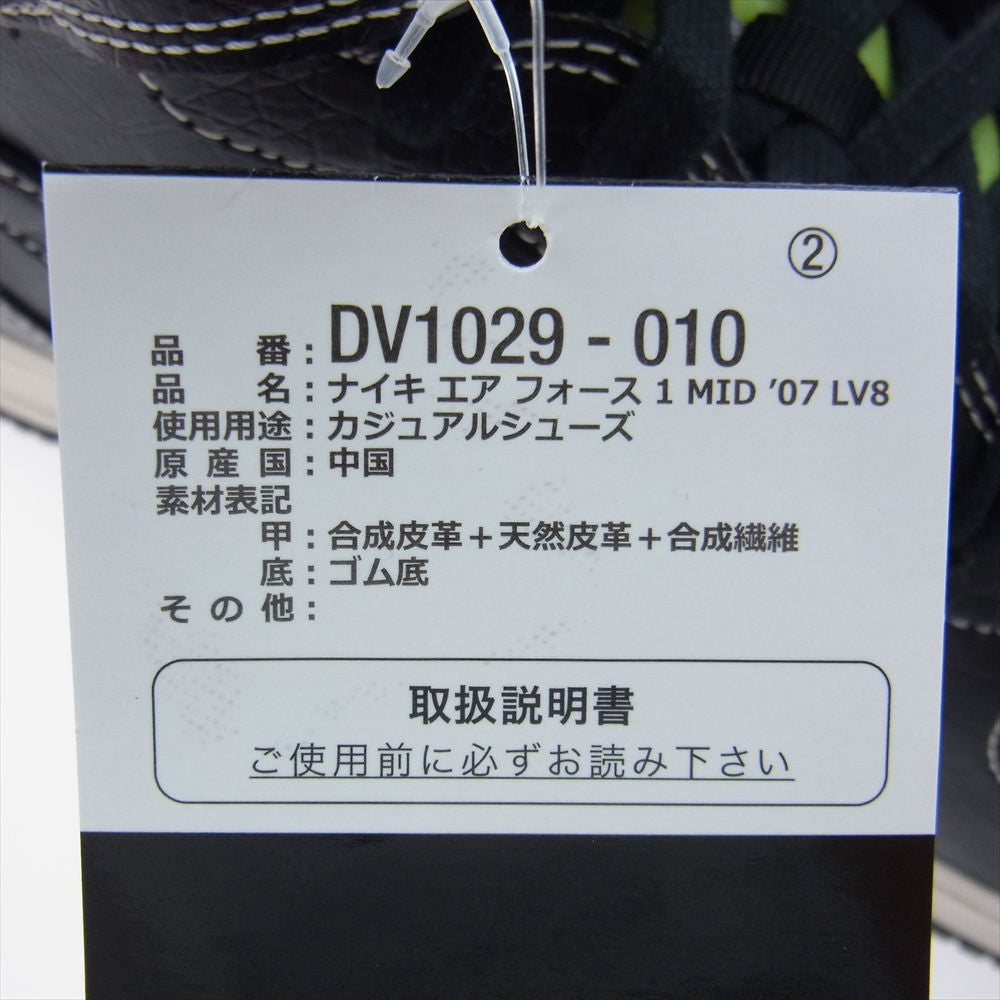 ②
品番:DV1029 - 010
品名:ナイキ エア フォース 1 MID ’07 LV8
使用用途:カジュアルシューズ
原産国:中国
素材表記
甲:合成皮革+天然皮革+合成繊維
底:ゴム底
その他:
取扱説明書
ご使用前に必ずお読み下さい